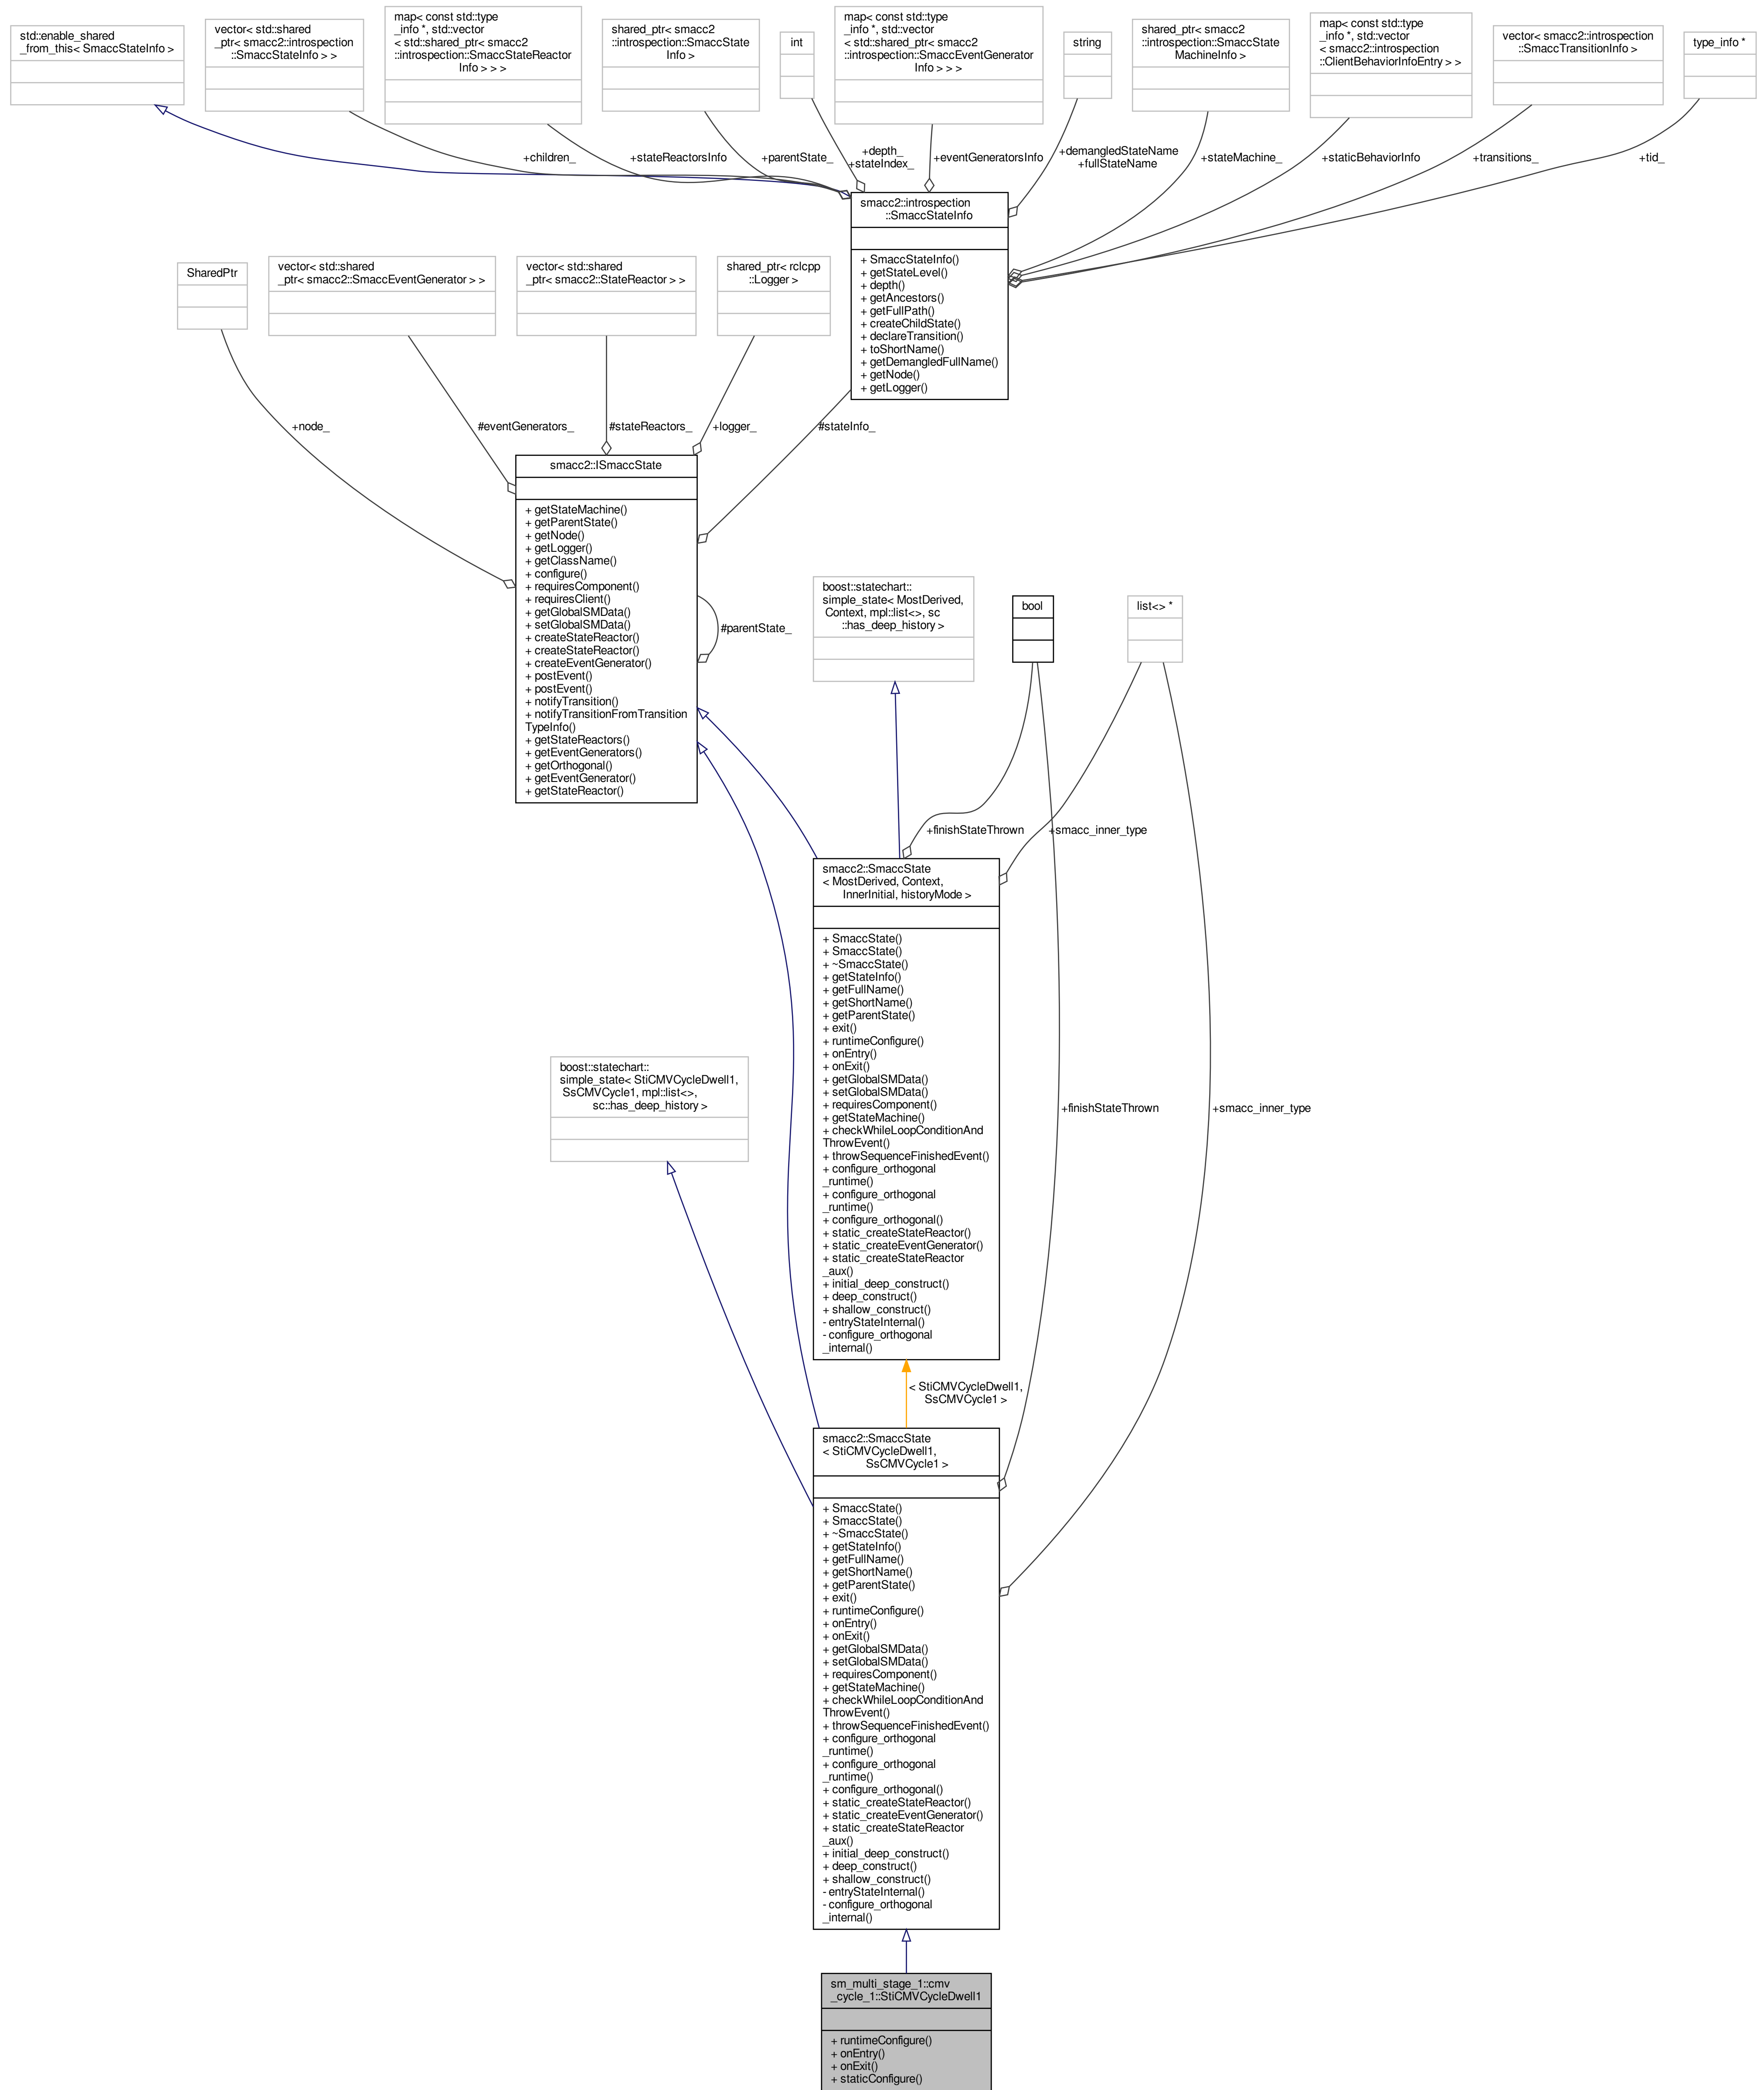 std::enable_shared
_from_this< SmaccStateInfo >
vector< std::shared
_ptr< smacc2::introspection
::SmaccStateInfo > >
map< const std::type
_info *, std::vector
< std::shared_ptr< smacc2
::introspection::SmaccStateReactor
Info > > >
shared_ptr< smacc2
::introspection::SmaccState
Info >
int
map< const std::type
_info *, std::vector
< std::shared_ptr< smacc2
::introspection::SmaccEventGenerator
Info > > >
string
shared_ptr< smacc2
::introspection::SmaccState
MachineInfo >
map< const std::type
_info *, std::vector
< smacc2::introspection
::ClientBehaviorInfoEntry > >
vector< smacc2::introspection
::SmaccTransitionInfo >
type_info *
+children_
+stateReactorsInfo
+parentState_
+depth_
+stateIndex_
+eventGeneratorsInfo
+demangledStateName
+fullStateName
+stateMachine_
+staticBehaviorInfo
+transitions_
+tid_
smacc2::introspection
::SmaccStateInfo
+ SmaccStateInfo()
+ getStateLevel()
+ depth()
+ getAncestors()
+ getFullPath()
+ createChildState()
+ declareTransition()
+ toShortName()
+ getDemangledFullName()
+ getNode()
+ getLogger()
SharedPtr
vector< std::shared
_ptr< smacc2::SmaccEventGenerator > >
vector< std::shared
_ptr< smacc2::StateReactor > >
shared_ptr< rclcpp
::Logger >
+node_
#eventGenerators_
#stateReactors_
+logger_
#stateInfo_
smacc2::ISmaccState
+ getStateMachine()
+ getParentState()
+ getNode()
+ getLogger()
+ getClassName()
+ configure()
+ requiresComponent()
+ requiresClient()
+ getGlobalSMData()
+ setGlobalSMData()
+ createStateReactor()
+ createStateReactor()
+ createEventGenerator()
+ postEvent()
+ postEvent()
+ notifyTransition()
+ notifyTransitionFromTransition
TypeInfo()
+ getStateReactors()
+ getEventGenerators()
+ getOrthogonal()
+ getEventGenerator()
+ getStateReactor()
#parentState_
boost::statechart::
simple_state< MostDerived,
Context, mpl::list<>, sc
::has_deep_history >
bool
list<> *
+finishStateThrown
+smacc_inner_type
smacc2::SmaccState
< MostDerived, Context,
InnerInitial, historyMode >
+ SmaccState()
+ SmaccState()
+ ~SmaccState()
+ getStateInfo()
+ getFullName()
+ getShortName()
+ getParentState()
+ exit()
+ runtimeConfigure()
+ onEntry()
+ onExit()
+ getGlobalSMData()
+ setGlobalSMData()
+ requiresComponent()
+ getStateMachine()
+ checkWhileLoopConditionAnd
ThrowEvent()
+ throwSequenceFinishedEvent()
+ configure_orthogonal
_runtime()
+ configure_orthogonal
_runtime()
+ configure_orthogonal()
+ static_createStateReactor()
+ static_createEventGenerator()
+ static_createStateReactor
_aux()
+ initial_deep_construct()
+ deep_construct()
+ shallow_construct()
- entryStateInternal()
- configure_orthogonal
_internal()
boost::statechart::
simple_state< StiCMVCycleDwell1,
SsCMVCycle1, mpl::list<>,
sc::has_deep_history >
+finishStateThrown
+smacc_inner_type
< StiCMVCycleDwell1,
SsCMVCycle1 >
smacc2::SmaccState
< StiCMVCycleDwell1,
SsCMVCycle1 >
+ SmaccState()
+ SmaccState()
+ ~SmaccState()
+ getStateInfo()
+ getFullName()
+ getShortName()
+ getParentState()
+ exit()
+ runtimeConfigure()
+ onEntry()
+ onExit()
+ getGlobalSMData()
+ setGlobalSMData()
+ requiresComponent()
+ getStateMachine()
+ checkWhileLoopConditionAnd
ThrowEvent()
+ throwSequenceFinishedEvent()
+ configure_orthogonal
_runtime()
+ configure_orthogonal
_runtime()
+ configure_orthogonal()
+ static_createStateReactor()
+ static_createEventGenerator()
+ static_createStateReactor
_aux()
+ initial_deep_construct()
+ deep_construct()
+ shallow_construct()
- entryStateInternal()
- configure_orthogonal
_internal()
sm_multi_stage_1::cmv
_cycle_1::StiCMVCycleDwell1
+ runtimeConfigure()
+ onEntry()
+ onExit()
+ staticConfigure()